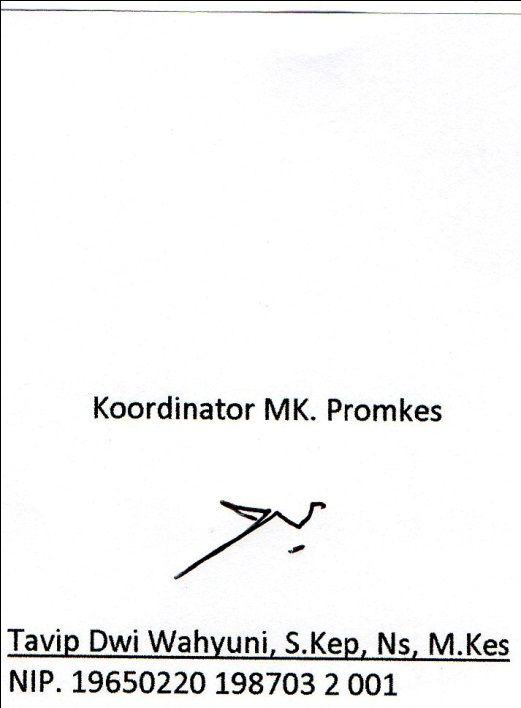 Koordinator MK. Promkes
Tavip Dwi Wahyuni, S.Kep, Ns, M.Kes
NIP. 19650220 198703 2 001